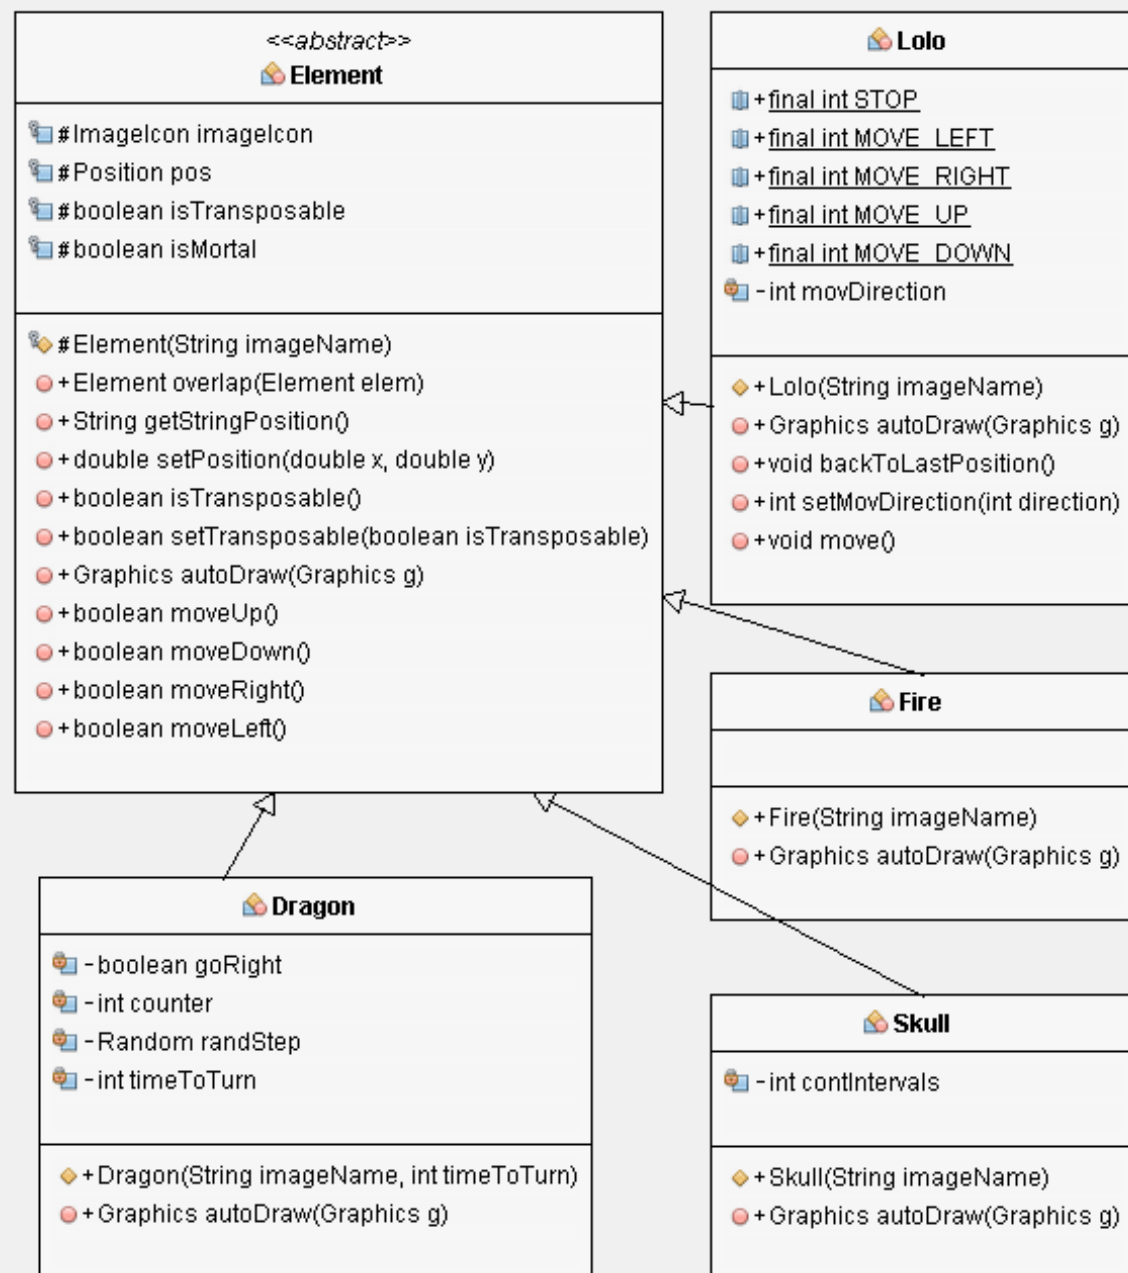 <<abstract>>
Element
#ImageIcon imageIcon
#Position pos
#boolean isTransposable
#boolean isMortal
#Element(String imageName)
+Element overlap(Element elem)
+String getStringPosition()
+double setPosition(double x, double y)
+boolean isTransposable()
+boolean setTransposable(boolean isTransposable)
+Graphics autoDraw(Graphics g)
+boolean moveUp()
+boolean moveDown()
+boolean moveRight()
+boolean moveLeft()
Lolo
+final int STOP
+final int MOVE_LEFT
+final int MOVE_RIGHT
+final int MOVE_UP
+final int MOVE_DOWN
-int movDirection
+Lolo(String imageName)
+Graphics autoDraw(Graphics g)
+void backToLastPosition()
+int setMovDirection(int direction)
+void move()
Fire
+Fire(String imageName)
+Graphics autoDraw(Graphics g)
Dragon
-boolean goRight
-int counter
-Random randStep
-int timeToTurn
+Dragon(String imageName, int timeToTurn)
+Graphics autoDraw(Graphics g)
Skull
-int contIntervals
+Skull(String imageName)
+Graphics autoDraw(Graphics g)